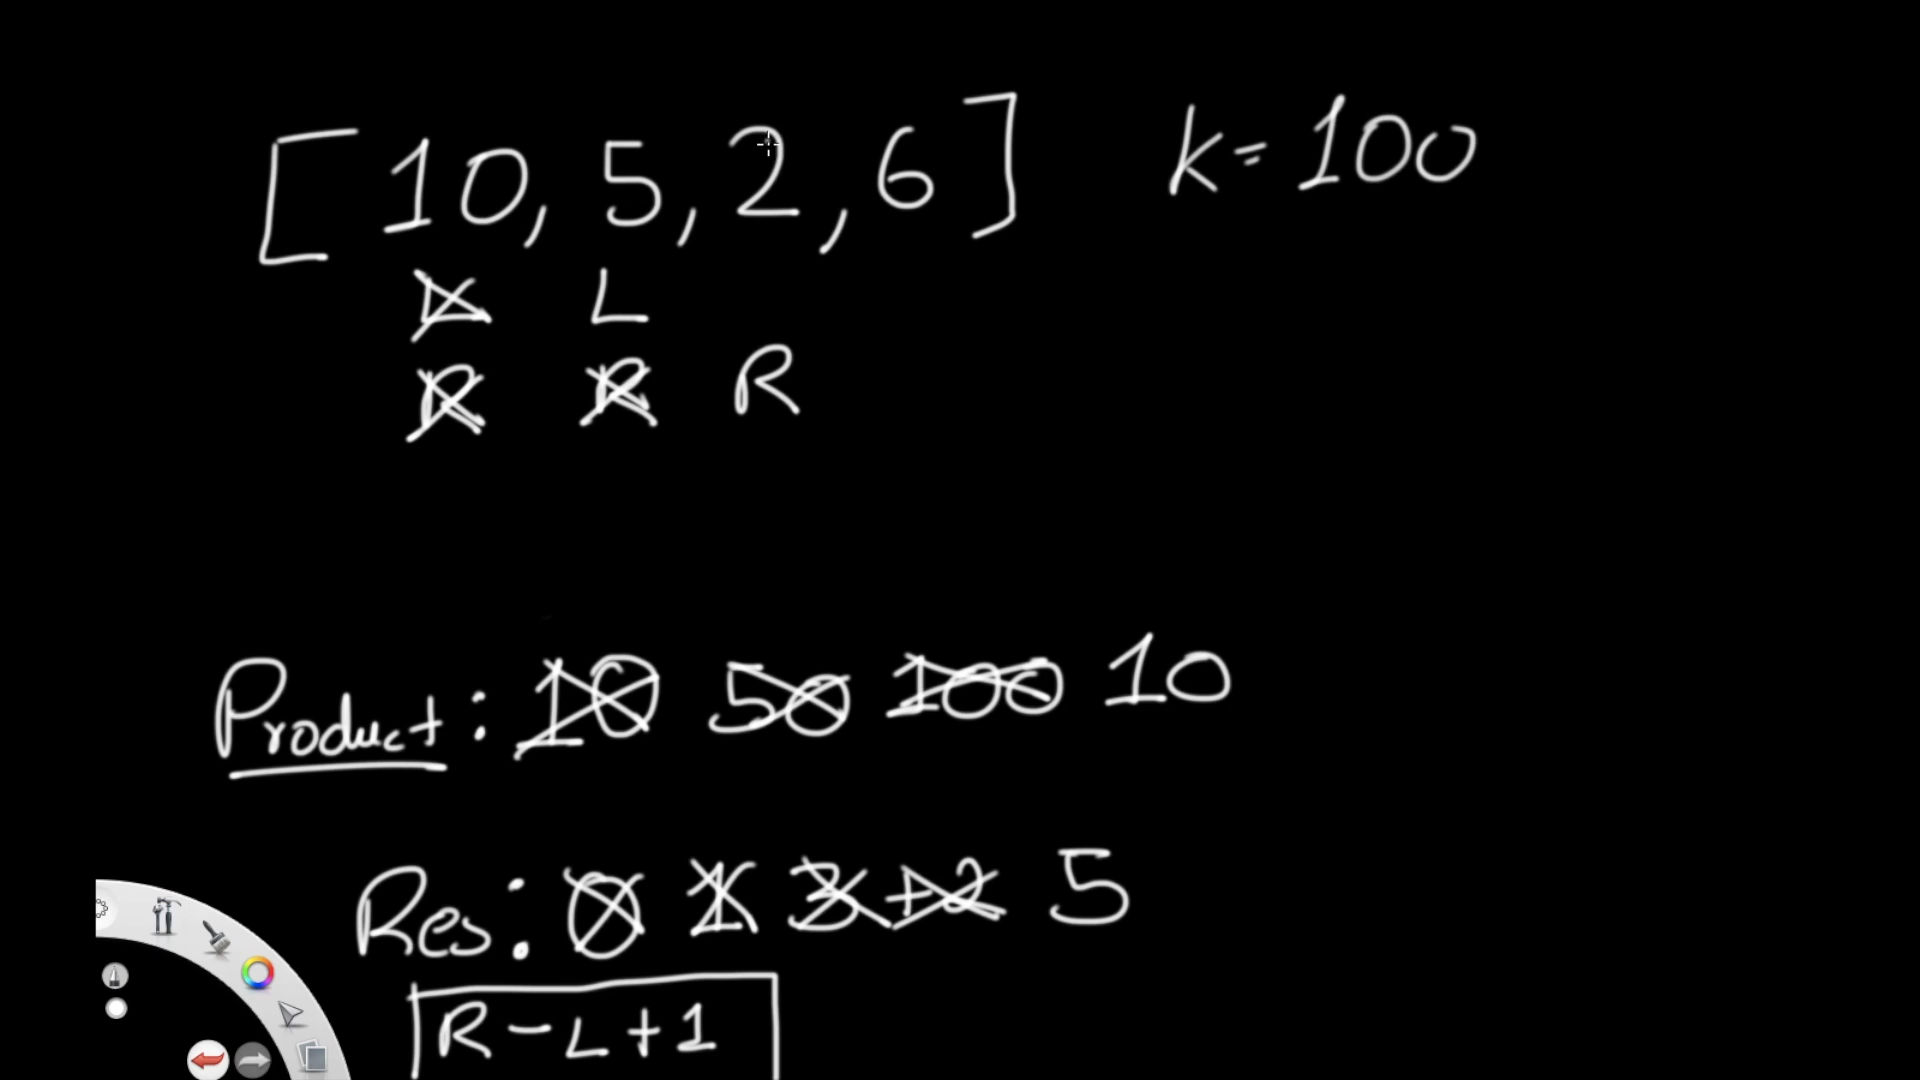 [10, 5, 2, 6] k=100
L L
R R R
Product: 10 50 100 10
Res: 0 1 3+2 5
R-L+1